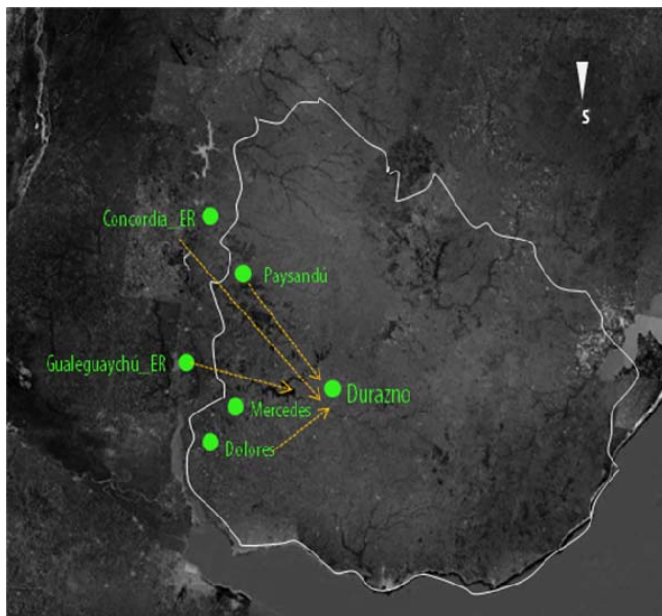 S
Concordia_ER
Paysandú
Gualeguaychú_ER
Durazno
Mercedes
Dolores